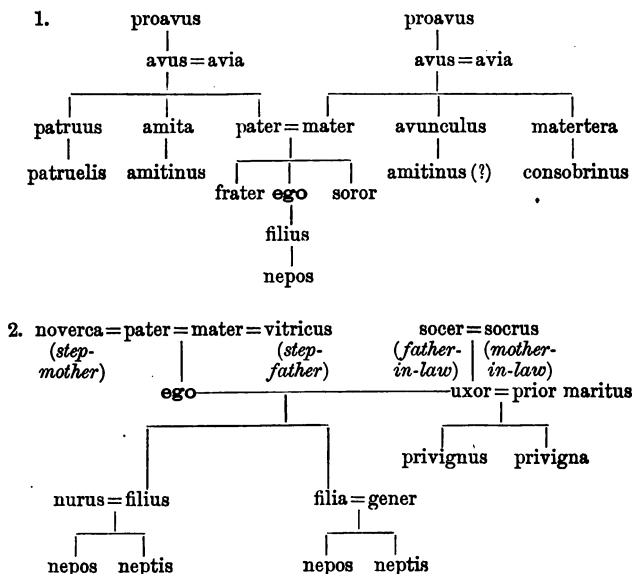 1. proavus proavus
avus = avia avus = avia
patruus amita pater = mater avunculus matertera
patruelis amitinus amitinus (?) consobrinus
frater ego soror
filius
nepos
2. noverca = pater = mater = vitricus socer = socrus
(step- (step- (father- (mother-
mother) father) in-law) in-law)
ego uxor = prior maritus
privignus privigna
nurus = filius filia = gener
nepos neptis nepos neptis